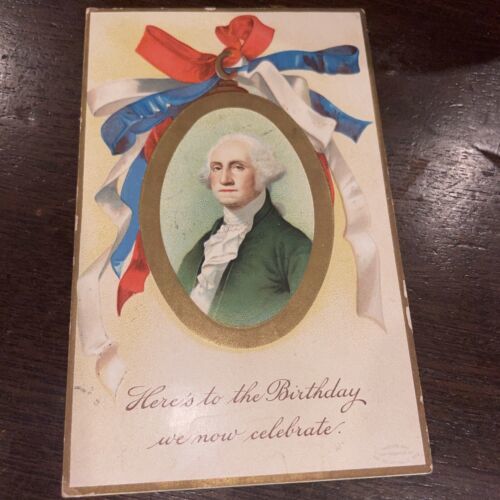 Here's to the Birthday
we now celebrate.